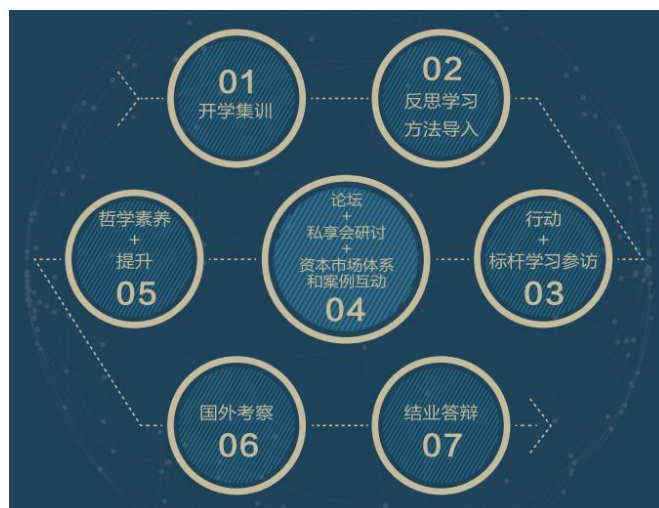 01
开学集训
02
反思学习
方法导入
行动
+
标杆学习参访
03
论坛
+
私享会研讨
+
资本市场体系
和案例互动
04
哲学素养
+
提升
05
国外考察
06
结业答辩
07